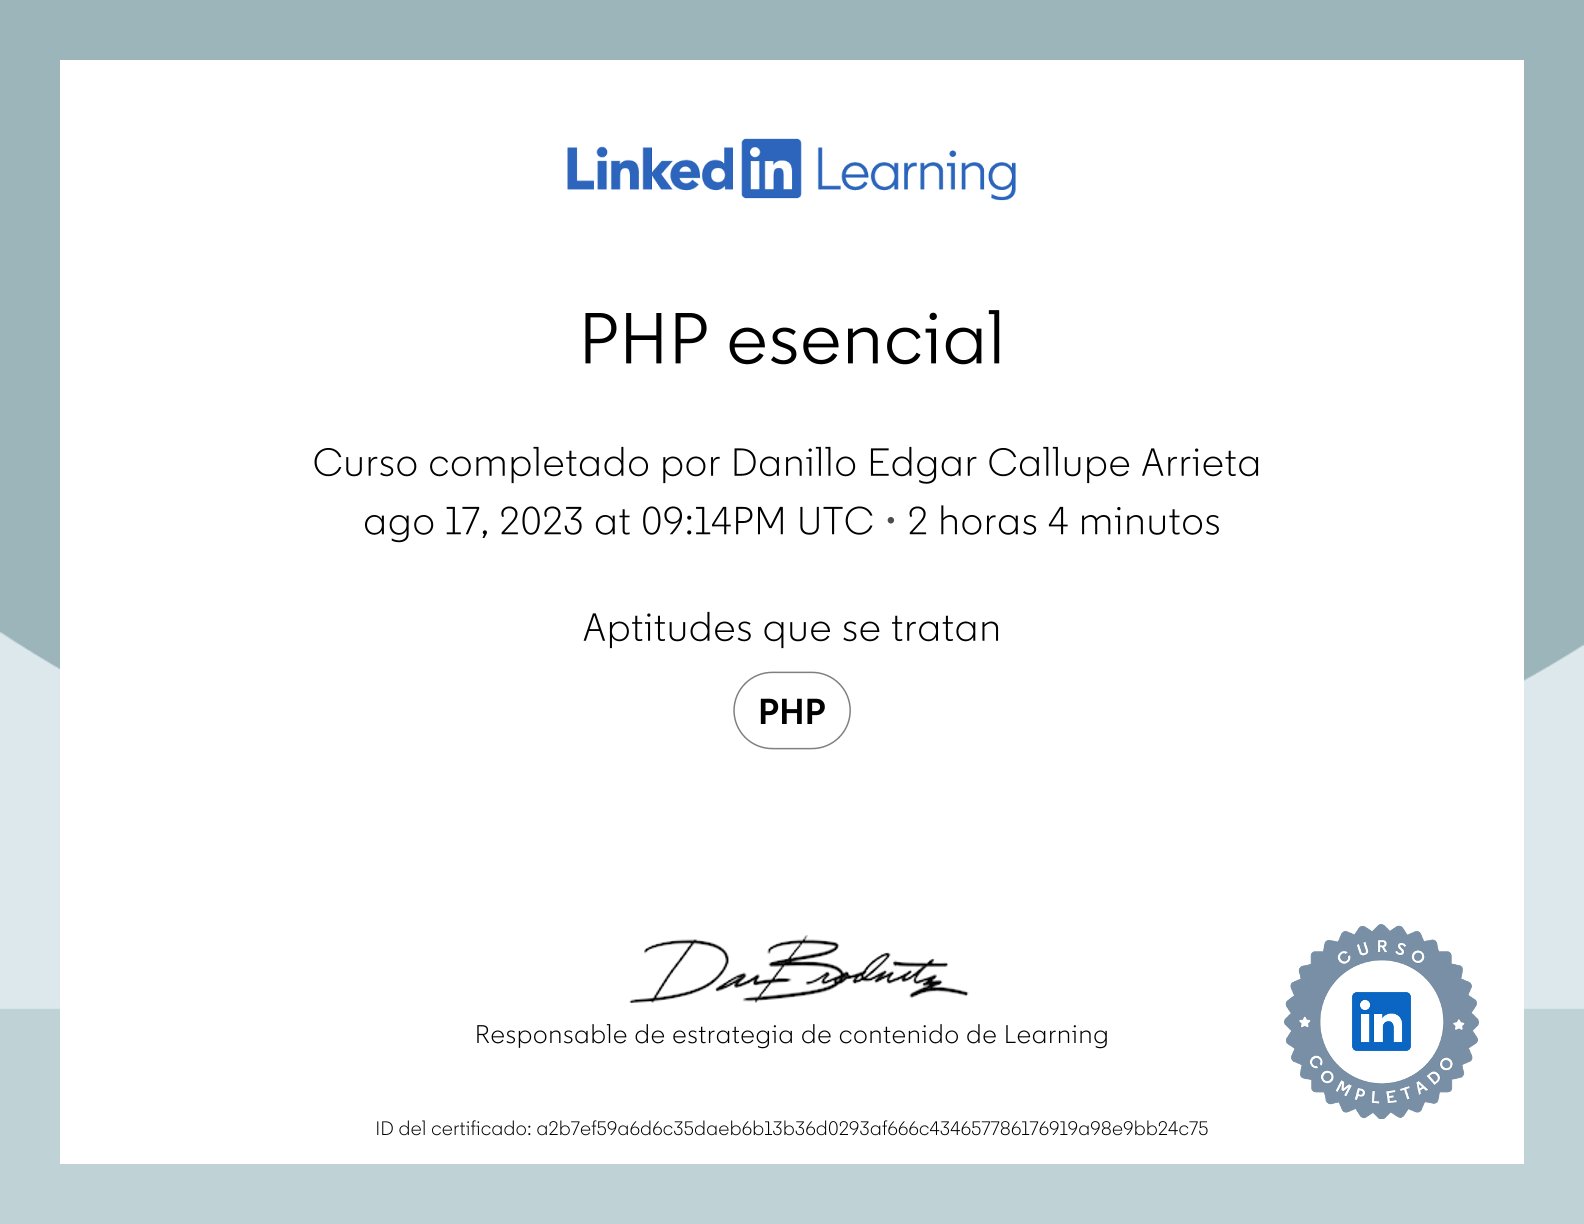 LinkedIn Learning
PHP esencial
Curso completado por Danillo Edgar Callupe Arrieta
ago 17, 2023 at 09:14PM UTC • 2 horas 4 minutos
Aptitudes que se tratan
PHP
Dan Brodnitz
Responsable de estrategia de contenido de Learning
CURSO
in
COMPLETADO
ID del certificado: a2b7ef59a6d6c35daeb6b13b36d0293af666c434657786176919a98e9bb24c75